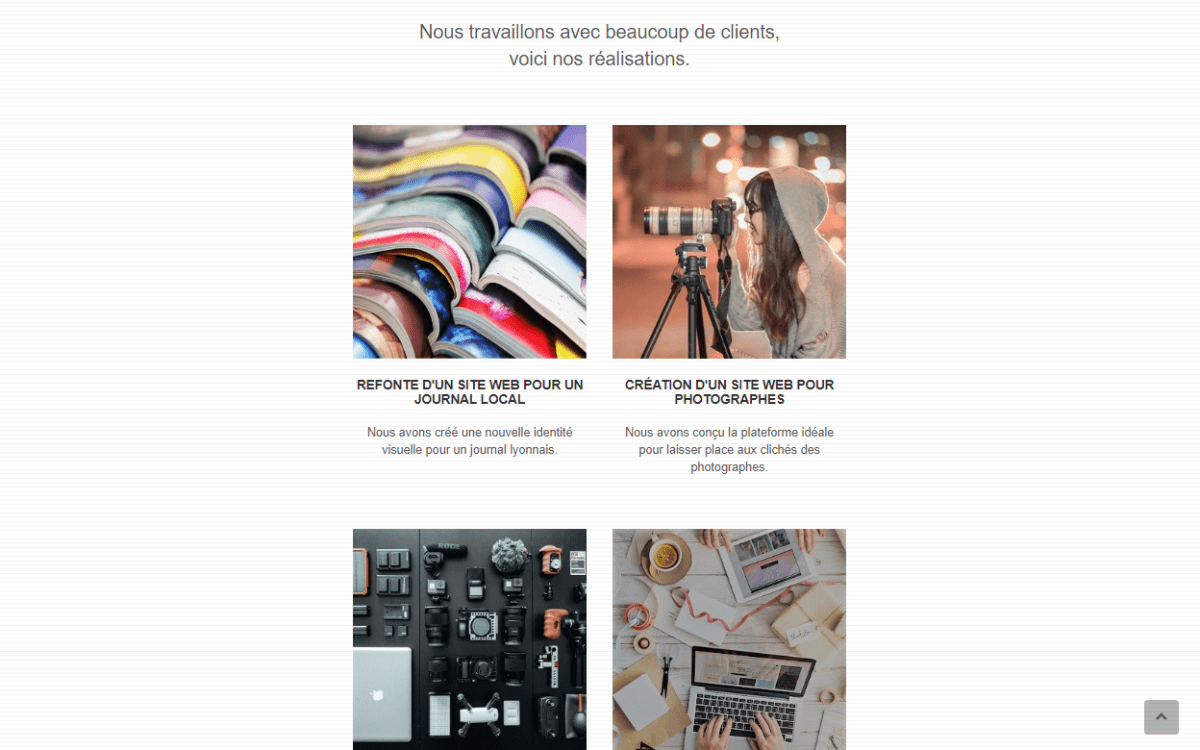 Nous travaillons avec beaucoup de clients,
voici nos réalisations.
REFONTE D'UN SITE WEB POUR UN
JOURNAL LOCAL
CRÉATION D'UN SITE WEB POUR
PHOTOGRAPHES
Nous avons créé une nouvelle identité
visuelle pour un journal lyonnais.
Nous avons conçu la plateforme idéale
pour laisser place aux clichés des
photographes.
RODE